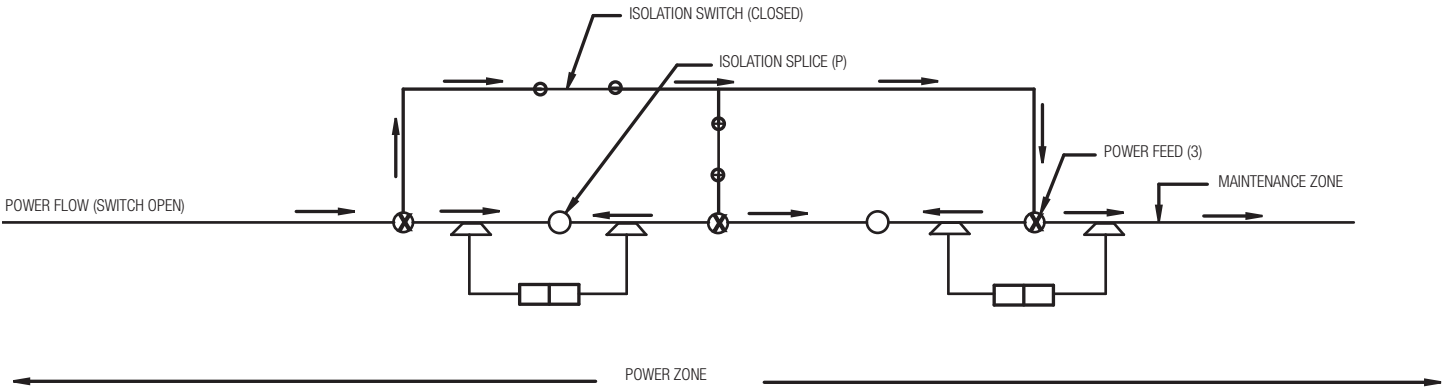 ISOLATION SWITCH (CLOSED)
ISOLATION SPLICE (P)
POWER FEED (3)
MAINTENANCE ZONE
POWER FLOW (SWITCH OPEN)
POWER ZONE